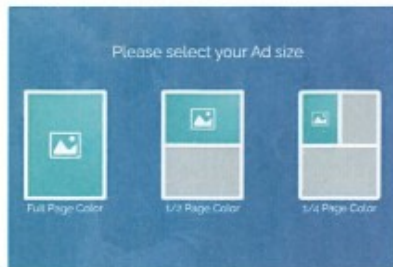 Please select your Ad size
Full Page Color
1/2 Page Color
1/4 Page Color